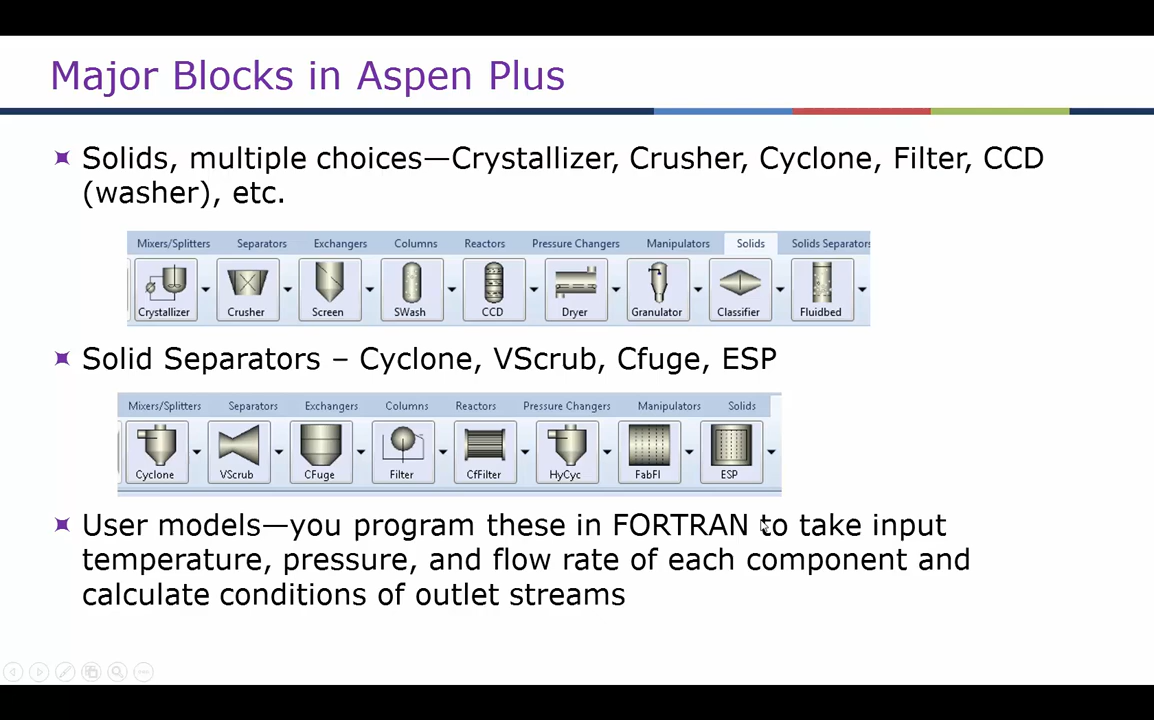 Major Blocks in Aspen Plus
Solids, multiple choices—Crystallizer, Crusher, Cyclone, Filter, CCD
(washer), etc.
Mixers/Splitters Separators Exchangers Columns Reactors Pressure Changers Manipulators Solids Solids Separators
Crystallizer Crusher Screen SWash CCD Dryer Granulator Classifier Fluidbed
Solid Separators – Cyclone, VScrub, Cfuge, ESP
Mixers/Splitters Separators Exchangers Columns Reactors Pressure Changers Manipulators Solids
Cyclone VScrub CFuge Filter CfFilter HyCyc FabFl ESP
User models—you program these in FORTRAN to take input
temperature, pressure, and flow rate of each component and
calculate conditions of outlet streams